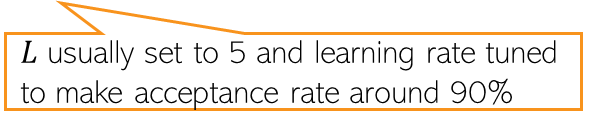 L usually set to 5 and learning rate tuned
to make acceptance rate around 90%